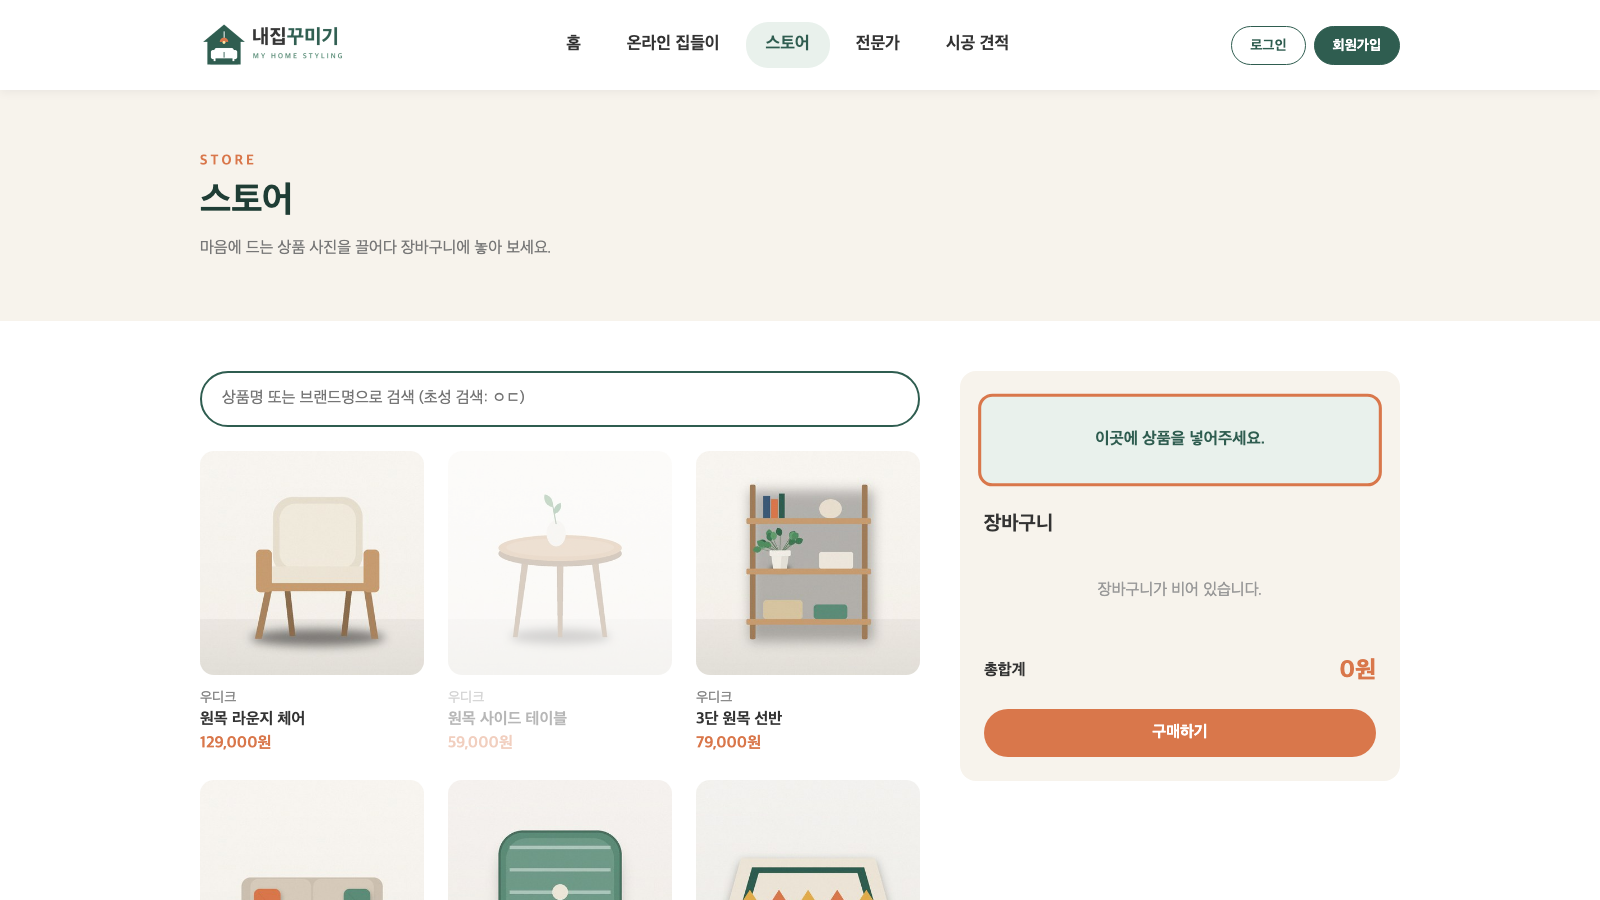 내집꾸미기
MY HOME STYLING
홈
온라인 집들이
스토어
전문가
시공 견적
로그인
회원가입
STORE
스토어
마음에 드는 상품 사진을 끌어다 장바구니에 놓아 보세요.
상품명 또는 브랜드명으로 검색 (초성 검색: ㅇㄷ)
우디크
원목 라운지 체어
129,000원
우디크
원목 사이드 테이블
59,000원
우디크
3단 원목 선반
79,000원
이곳에 상품을 넣어주세요.
장바구니
장바구니가 비어 있습니다.
총합계
0원
구매하기